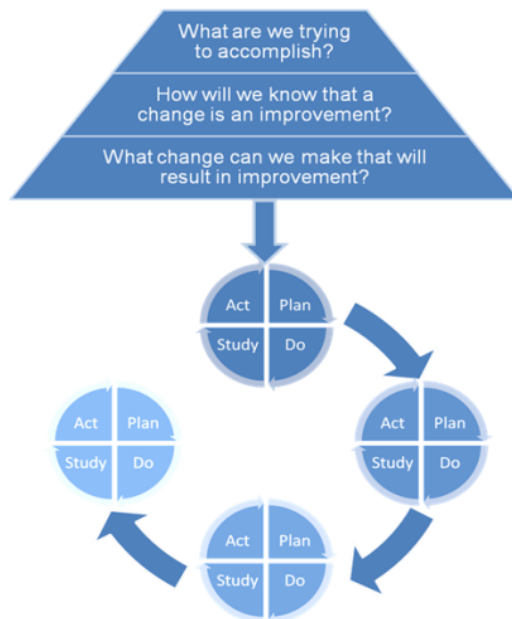 What are we trying
to accomplish?
How will we know that a
change is an improvement?
What change can we make that will
result in improvement?
Act Plan
Study Do
Act Plan
Study Do
Act Plan
Study Do
Act Plan
Study Do